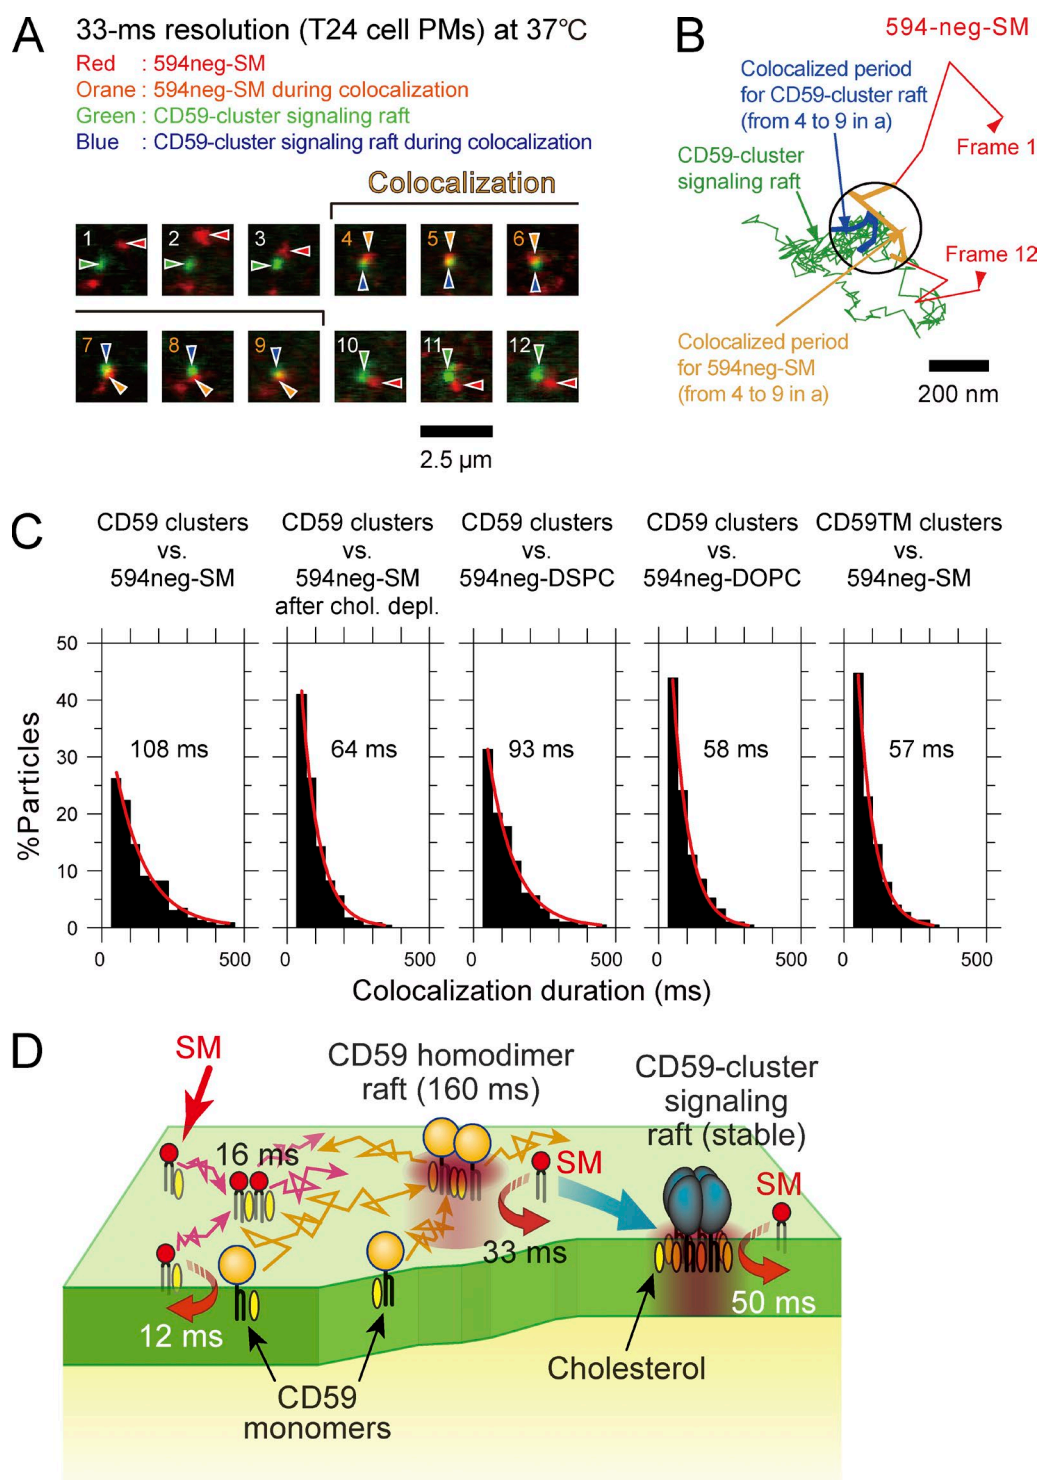 A
33-ms resolution (T24 cell PMs) at 37℃
Red : 594neg-SM
Orane : 594neg-SM during colocalization
Green : CD59-cluster signaling raft
Blue : CD59-cluster signaling raft during colocalization
Colocalization
1 2 3 4 5 6
7 8 9 10 11 12
2.5 µm
B
594-neg-SM
Colocalized period
for CD59-cluster raft
(from 4 to 9 in a)
Frame 1
CD59-cluster
signaling raft
Frame 12
Colocalized period
for 594neg-SM
(from 4 to 9 in a)
200 nm
C
CD59 clusters
vs.
594neg-SM
CD59 clusters
vs.
594neg-SM
after chol. depl.
CD59 clusters
vs.
594neg-DSPC
CD59 clusters
vs.
594neg-DOPC
CD59TM clusters
vs.
594neg-SM
%Particles
50
40
30
20
10
0
108 ms
64 ms
93 ms
58 ms
57 ms
0 500 0 500 0 500 0 500 0 500
Colocalization duration (ms)
D
SM
CD59 homodimer
raft (160 ms)
CD59-cluster
signaling
raft (stable)
16 ms
SM
SM
33 ms
50 ms
12 ms
Cholesterol
CD59
monomers